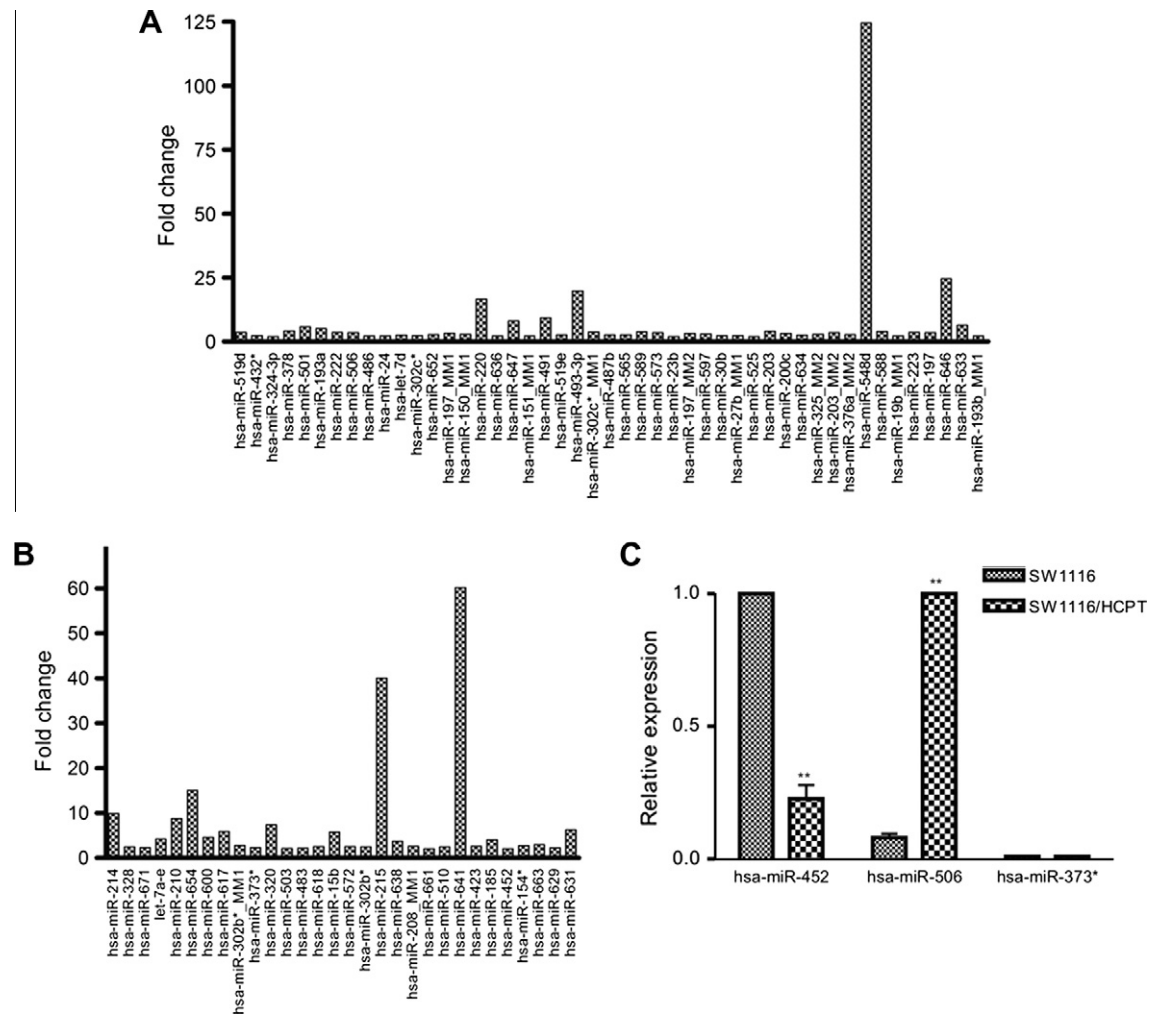 A
Fold change
125
100
75
50
25
0
hsa-miR-519d
hsa-miR-432*
hsa-miR-324-3p
hsa-miR-378
hsa-miR-501
hsa-miR-193a
hsa-miR-222
hsa-miR-506
hsa-miR-486
hsa-miR-24
hsa-let-7d
hsa-miR-302c*
hsa-miR-652
hsa-miR-197_MM1
hsa-miR-150_MM1
hsa-miR-220
hsa-miR-636
hsa-miR-647
hsa-miR-151_MM1
hsa-miR-491
hsa-miR-519e
hsa-miR-493-3p
hsa-miR-302c*_MM1
hsa-miR-487b
hsa-miR-565
hsa-miR-589
hsa-miR-573
hsa-miR-23b
hsa-miR-197_MM2
hsa-miR-597
hsa-miR-30b
hsa-miR-27b_MM1
hsa-miR-525
hsa-miR-203
hsa-miR-200c
hsa-miR-634
hsa-miR-325_MM2
hsa-miR-203_MM2
hsa-miR-376a_MM2
hsa-miR-548d
hsa-miR-588
hsa-miR-19b_MM1
hsa-miR-223
hsa-miR-197
hsa-miR-646
hsa-miR-633
hsa-miR-193b_MM1
B
Fold change
60
50
40
30
20
10
0
hsa-miR-214
hsa-miR-328
hsa-miR-671
let-7a-e
hsa-miR-210
hsa-miR-654
hsa-miR-600
hsa-miR-617
hsa-miR-302b*_MM1
hsa-miR-373*
hsa-miR-320
hsa-miR-503
hsa-miR-483
hsa-miR-618
hsa-miR-15b
hsa-miR-572
hsa-miR-302b*
hsa-miR-215
hsa-miR-638
hsa-miR-208_MM1
hsa-miR-661
hsa-miR-510
hsa-miR-641
hsa-miR-423
hsa-miR-185
hsa-miR-452
hsa-miR-154*
hsa-miR-663
hsa-miR-629
hsa-miR-631
C
SW1116
SW1116/HCPT
Relative expression
1.0
0.5
0.0
**
**
hsa-miR-452
hsa-miR-506
hsa-miR-373*